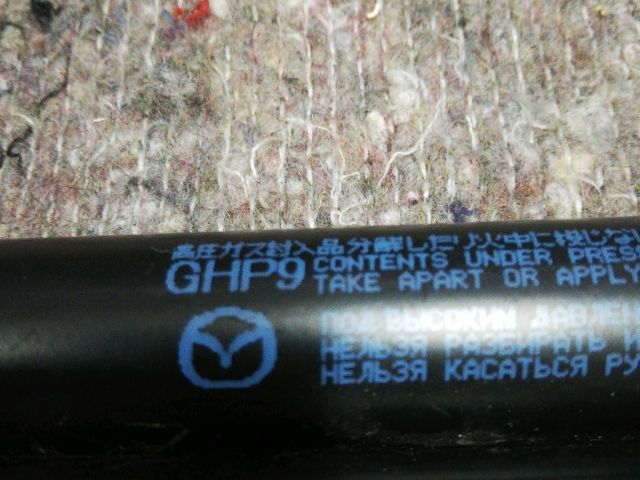 高圧ガス封入品分解したり火中に投じない
GHP9
CONTENTS UNDER PRESS
TAKE APART OR APPLY
ПОД ВЫСОКИМ ДАВЛЕН
НЕЛЬЗЯ РАЗБИРАТЬ И
НЕЛЬЗЯ КАСАТЬСЯ РУ